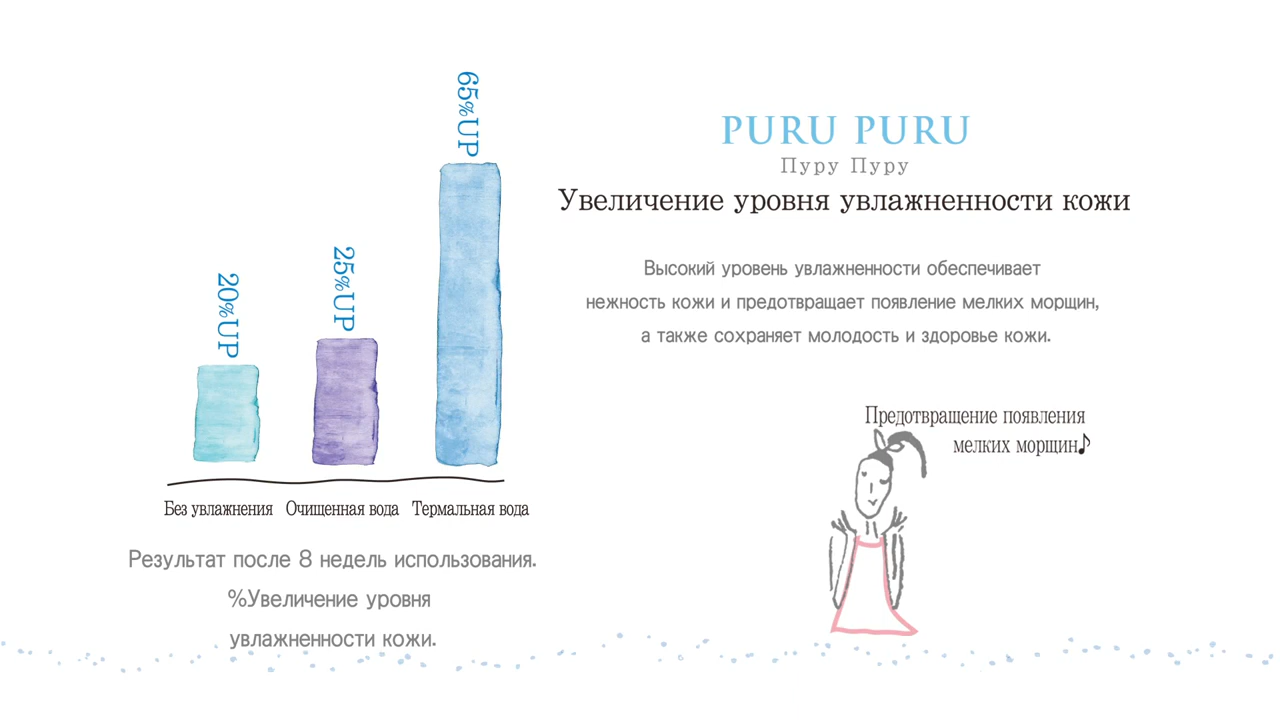 65%UP
25%UP
20%UP
Без увлажнения Очищенная вода Термальная вода
Результат после 8 недель использования.
%Увеличение уровня
увлажненности кожи.
PURU PURU
Пуру Пуру
Увеличение уровня увлажненности кожи
Высокий уровень увлажненности обеспечивает
нежность кожи и предотвращает появление мелких морщин,
а также сохраняет молодость и здоровье кожи.
Предотвращение появления
мелких морщин♪